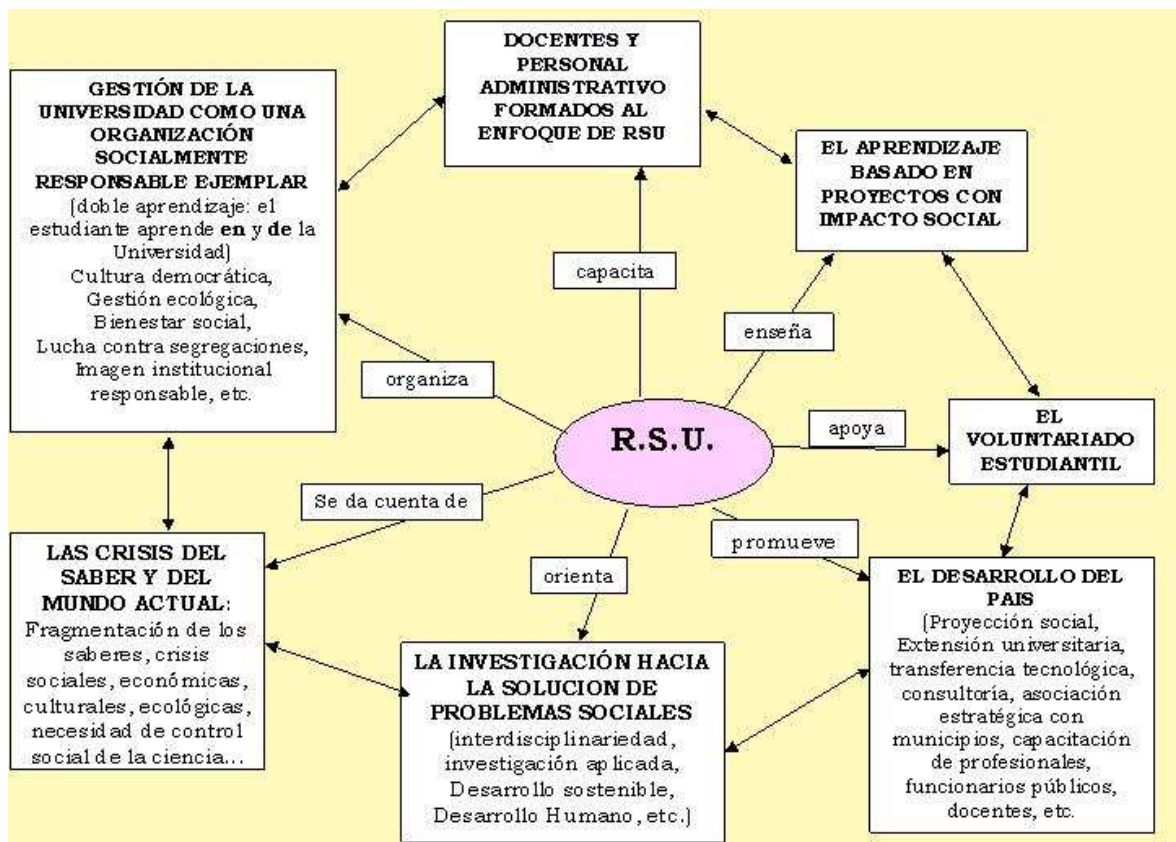 DOCENTES Y
PERSONAL
ADMINISTRATIVO
FORMADOS AL
ENFOQUE DE RSU
GESTIÓN DE LA
UNIVERSIDAD COMO UNA
ORGANIZACIÓN
SOCIALMENTE
RESPONSABLE EJEMPLAR
(doble aprendizaje: el
estudiante aprende en y de la
Universidad)
Cultura democrática,
Gestión ecológica,
Bienestar social,
Lucha contra segregaciones,
Imagen institucional
responsable, etc.
EL APRENDIZAJE
BASADO EN
PROYECTOS CON
IMPACTO SOCIAL
capacita
enseña
organiza
R.S.U.
apoya
EL
VOLUNTARIADO
ESTUDIANTIL
Se da cuenta de
orienta
promueve
LAS CRISIS DEL
SABER Y DEL
MUNDO ACTUAL:
Fragmentación de los
saberes, crisis
sociales, económicas,
culturales, ecológicas,
necesidad de control
social de la ciencia...
LA INVESTIGACIÓN HACIA
LA SOLUCION DE
PROBLEMAS SOCIALES
(interdisciplinariedad,
investigación aplicada,
Desarrollo sostenible,
Desarrollo Humano, etc.)
EL DESARROLLO DEL
PAIS
(Proyección social,
Extensión universitaria,
transferencia tecnológica,
consultoría, asociación
estratégica con
municipios, capacitación
de profesionales,
funcionarios públicos,
docentes, etc.